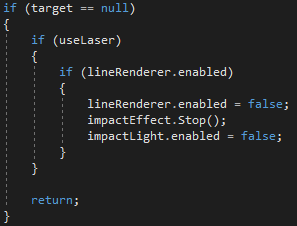 if (target == null)
{
    if (useLaser)
    {
        if (lineRenderer.enabled)
        {
            lineRenderer.enabled = false;
            impactEffect.Stop();
            impactLight.enabled = false;
        }
    }

    return;
}